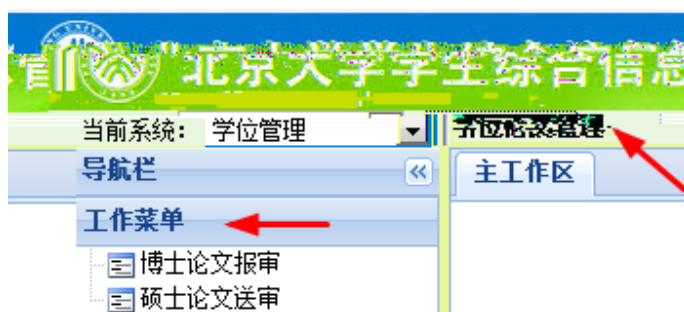 北京大学学生综合信息
当前系统： 学位管理
导航栏
主工作区
工作菜单
博士论文报审
硕士论文送审